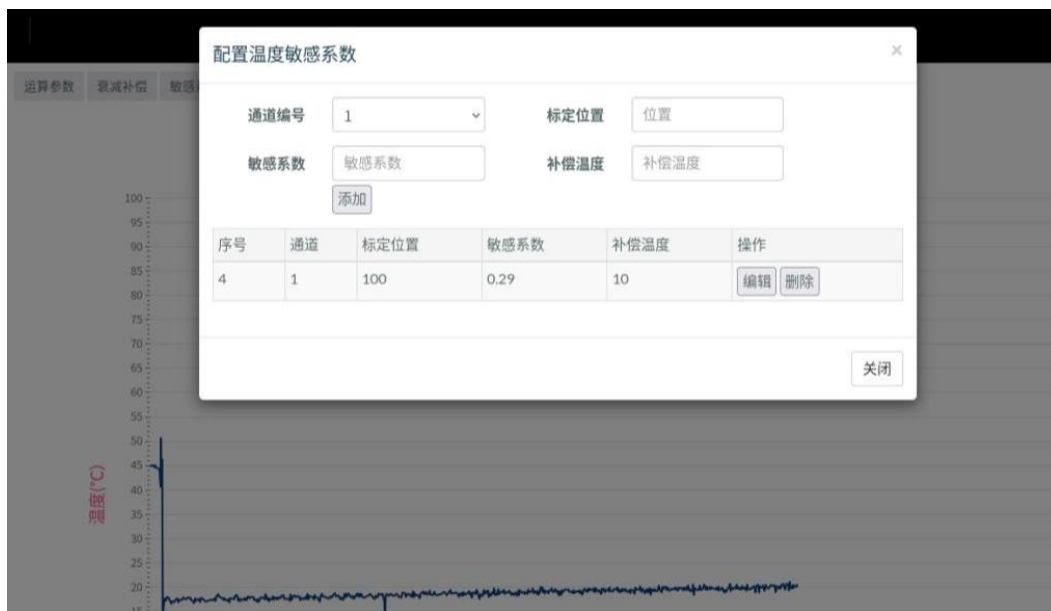 配置温度敏感系数 ×
运算参数 衰减补偿 敏感
通道编号 1 标定位置 位置
敏感系数 敏感系数 补偿温度 补偿温度
添加
序号 通道 标定位置 敏感系数 补偿温度 操作
4 1 100 0.29 10 编辑 删除
关闭
100
95
90
85
80
75
70
65
60
55
50
45
40
35
30
25
20
15
温度(°C)